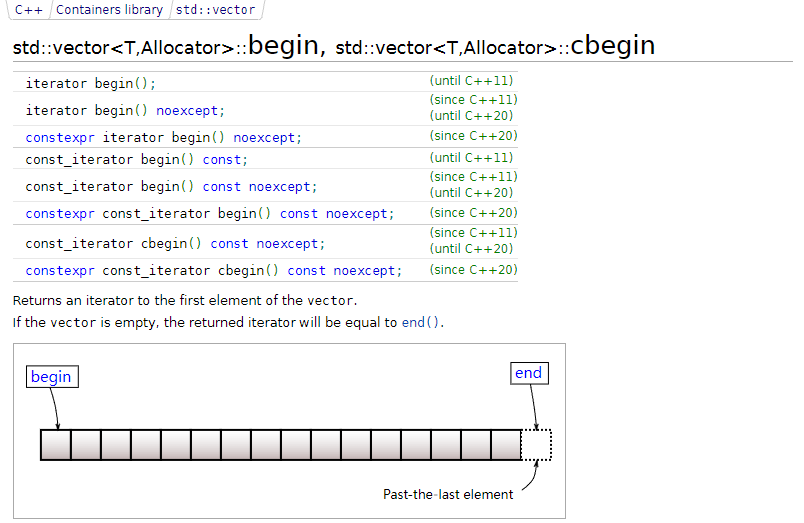 C++ Containers library std::vector
std::vector<T,Allocator>::begin, std::vector<T,Allocator>::cbegin
iterator begin(); (until C++11)
iterator begin() noexcept; (since C++11)
(until C++20)
constexpr iterator begin() noexcept; (since C++20)
const_iterator begin() const; (until C++11)
const_iterator begin() const noexcept; (since C++11)
(until C++20)
constexpr const_iterator begin() const noexcept; (since C++20)
const_iterator cbegin() const noexcept; (since C++11)
(until C++20)
constexpr const_iterator cbegin() const noexcept; (since C++20)
Returns an iterator to the first element of the vector.
If the vector is empty, the returned iterator will be equal to end().
begin end
Past-the-last element